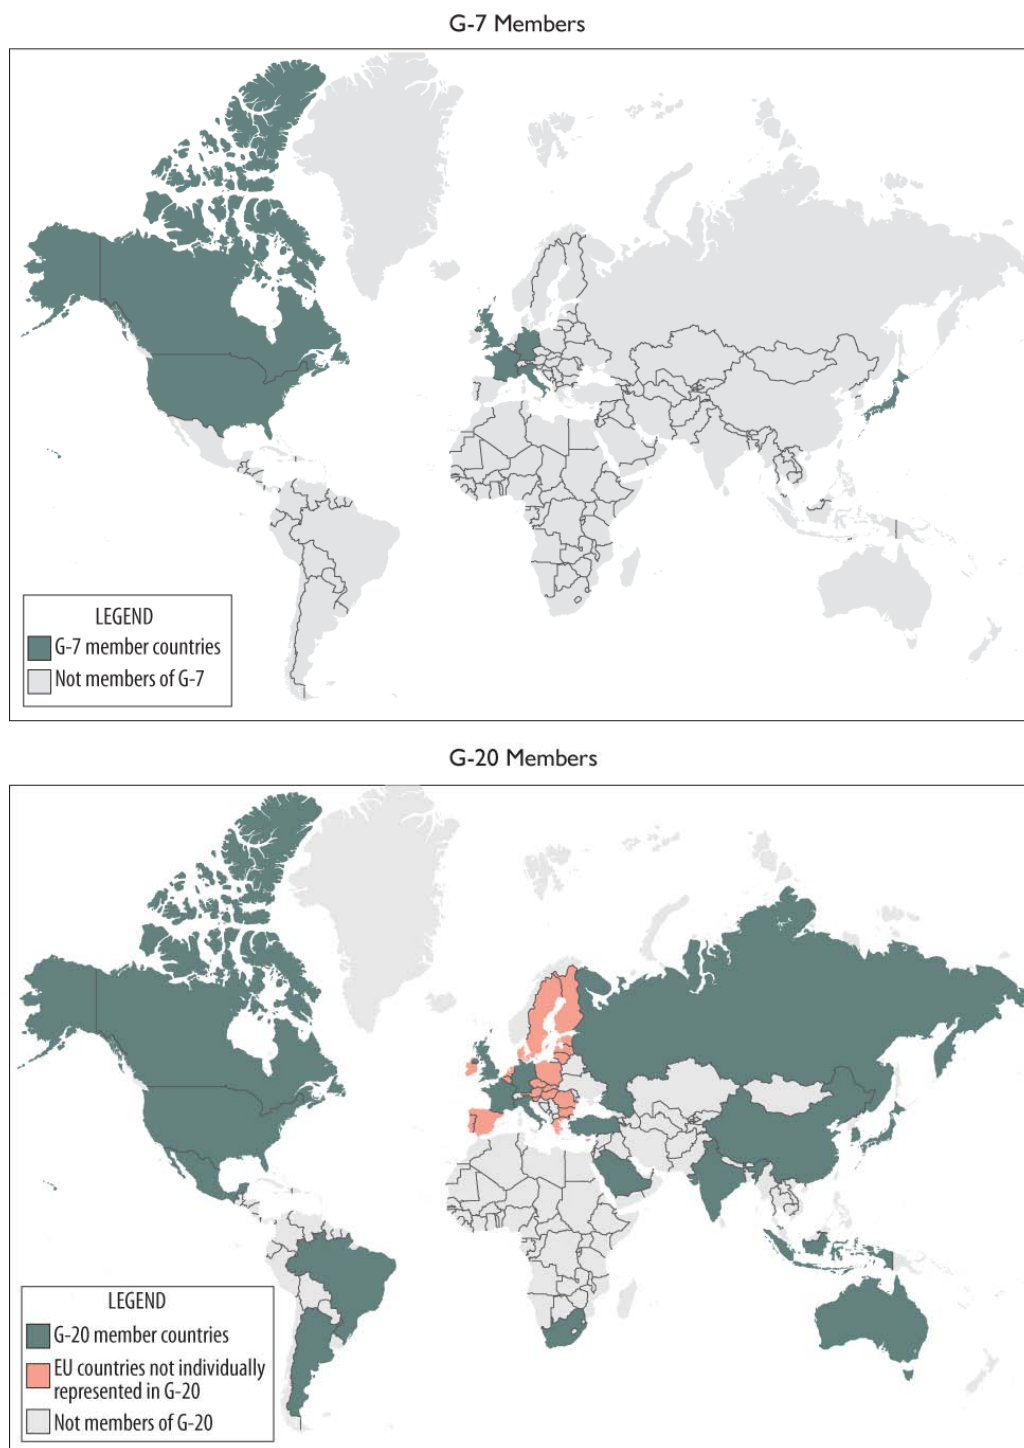 G-7 Members
LEGEND
G-7 member countries
Not members of G-7
G-20 Members
LEGEND
G-20 member countries
EU countries not individually
represented in G-20
Not members of G-20